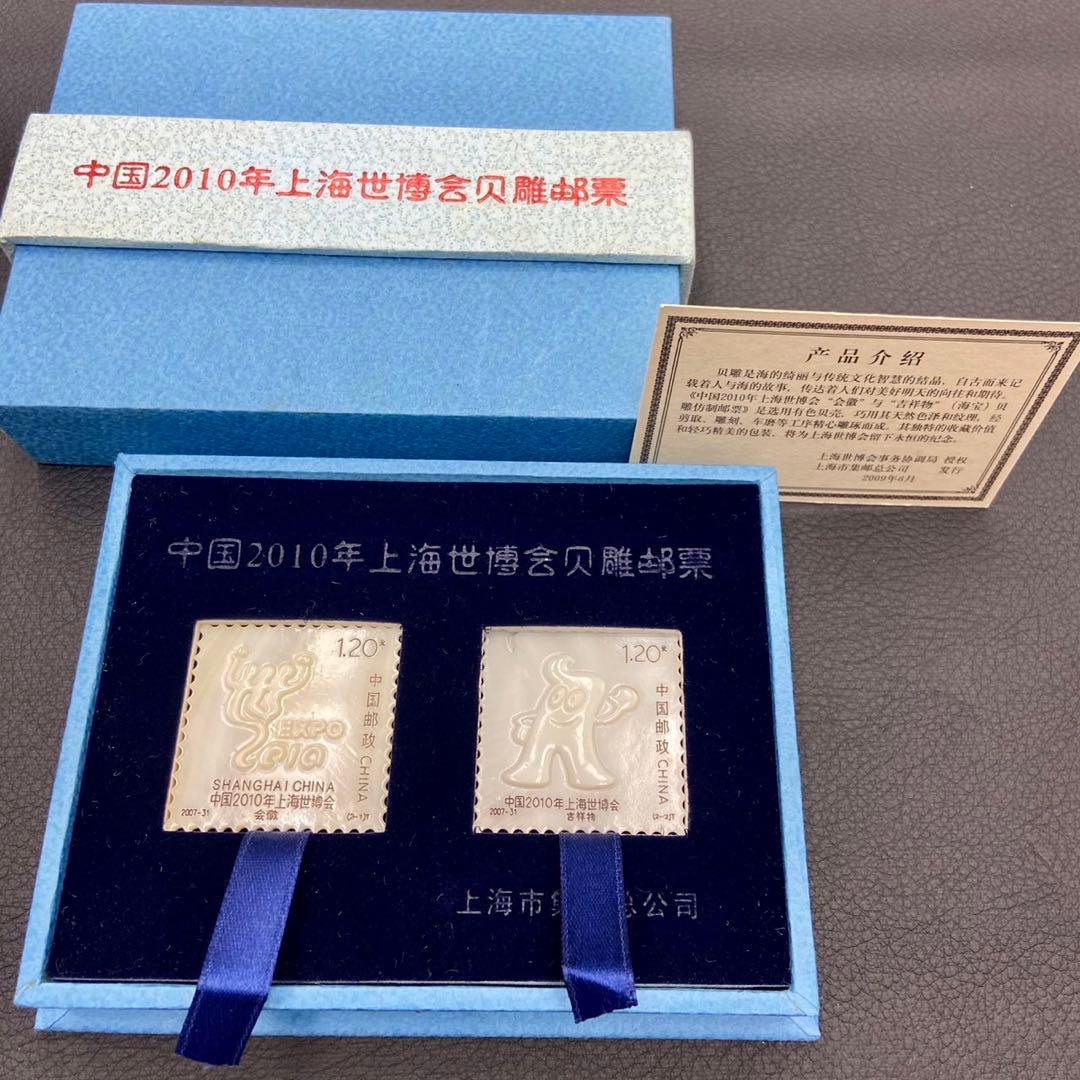 中国2010年上海世博会贝雕邮票
产品介绍
贝雕是海的绮丽与传统文化智慧的结晶，自古而来记
载着人与海的故事，传达着人们对美好明天的向往和期待。
《中国2010年上海世博会“会徽”与“吉祥物”（海宝）贝
雕仿制邮票》是选用有色贝壳，巧用其天然色泽和纹理，经
剪取、雕刻、车磨等工序精心雕琢而成。其独特的收藏价值
和轻巧精美的包装，将为上海世博会留下永恒的纪念。
上海世博会事务协调局 授权
上海市集邮总公司 发行
2009年6月
中国2010年上海世博会贝雕邮票
1.20元
中国邮政 CHINA
EXPO
2010
SHANGHAI CHINA
中国2010年上海世博会
会徽
2007-31
(2-1)T
1.20元
中国邮政 CHINA
中国2010年上海世博会
吉祥物
2007-31
(2-2)T
上海市集 总公司